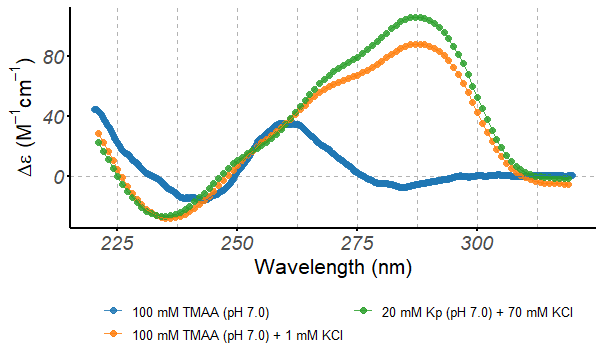 80
40
0
Δε (M⁻¹cm⁻¹)
225 250 275 300
Wavelength (nm)
100 mM TMAA (pH 7.0) 20 mM Kp (pH 7.0) + 70 mM KCl
100 mM TMAA (pH 7.0) + 1 mM KCl